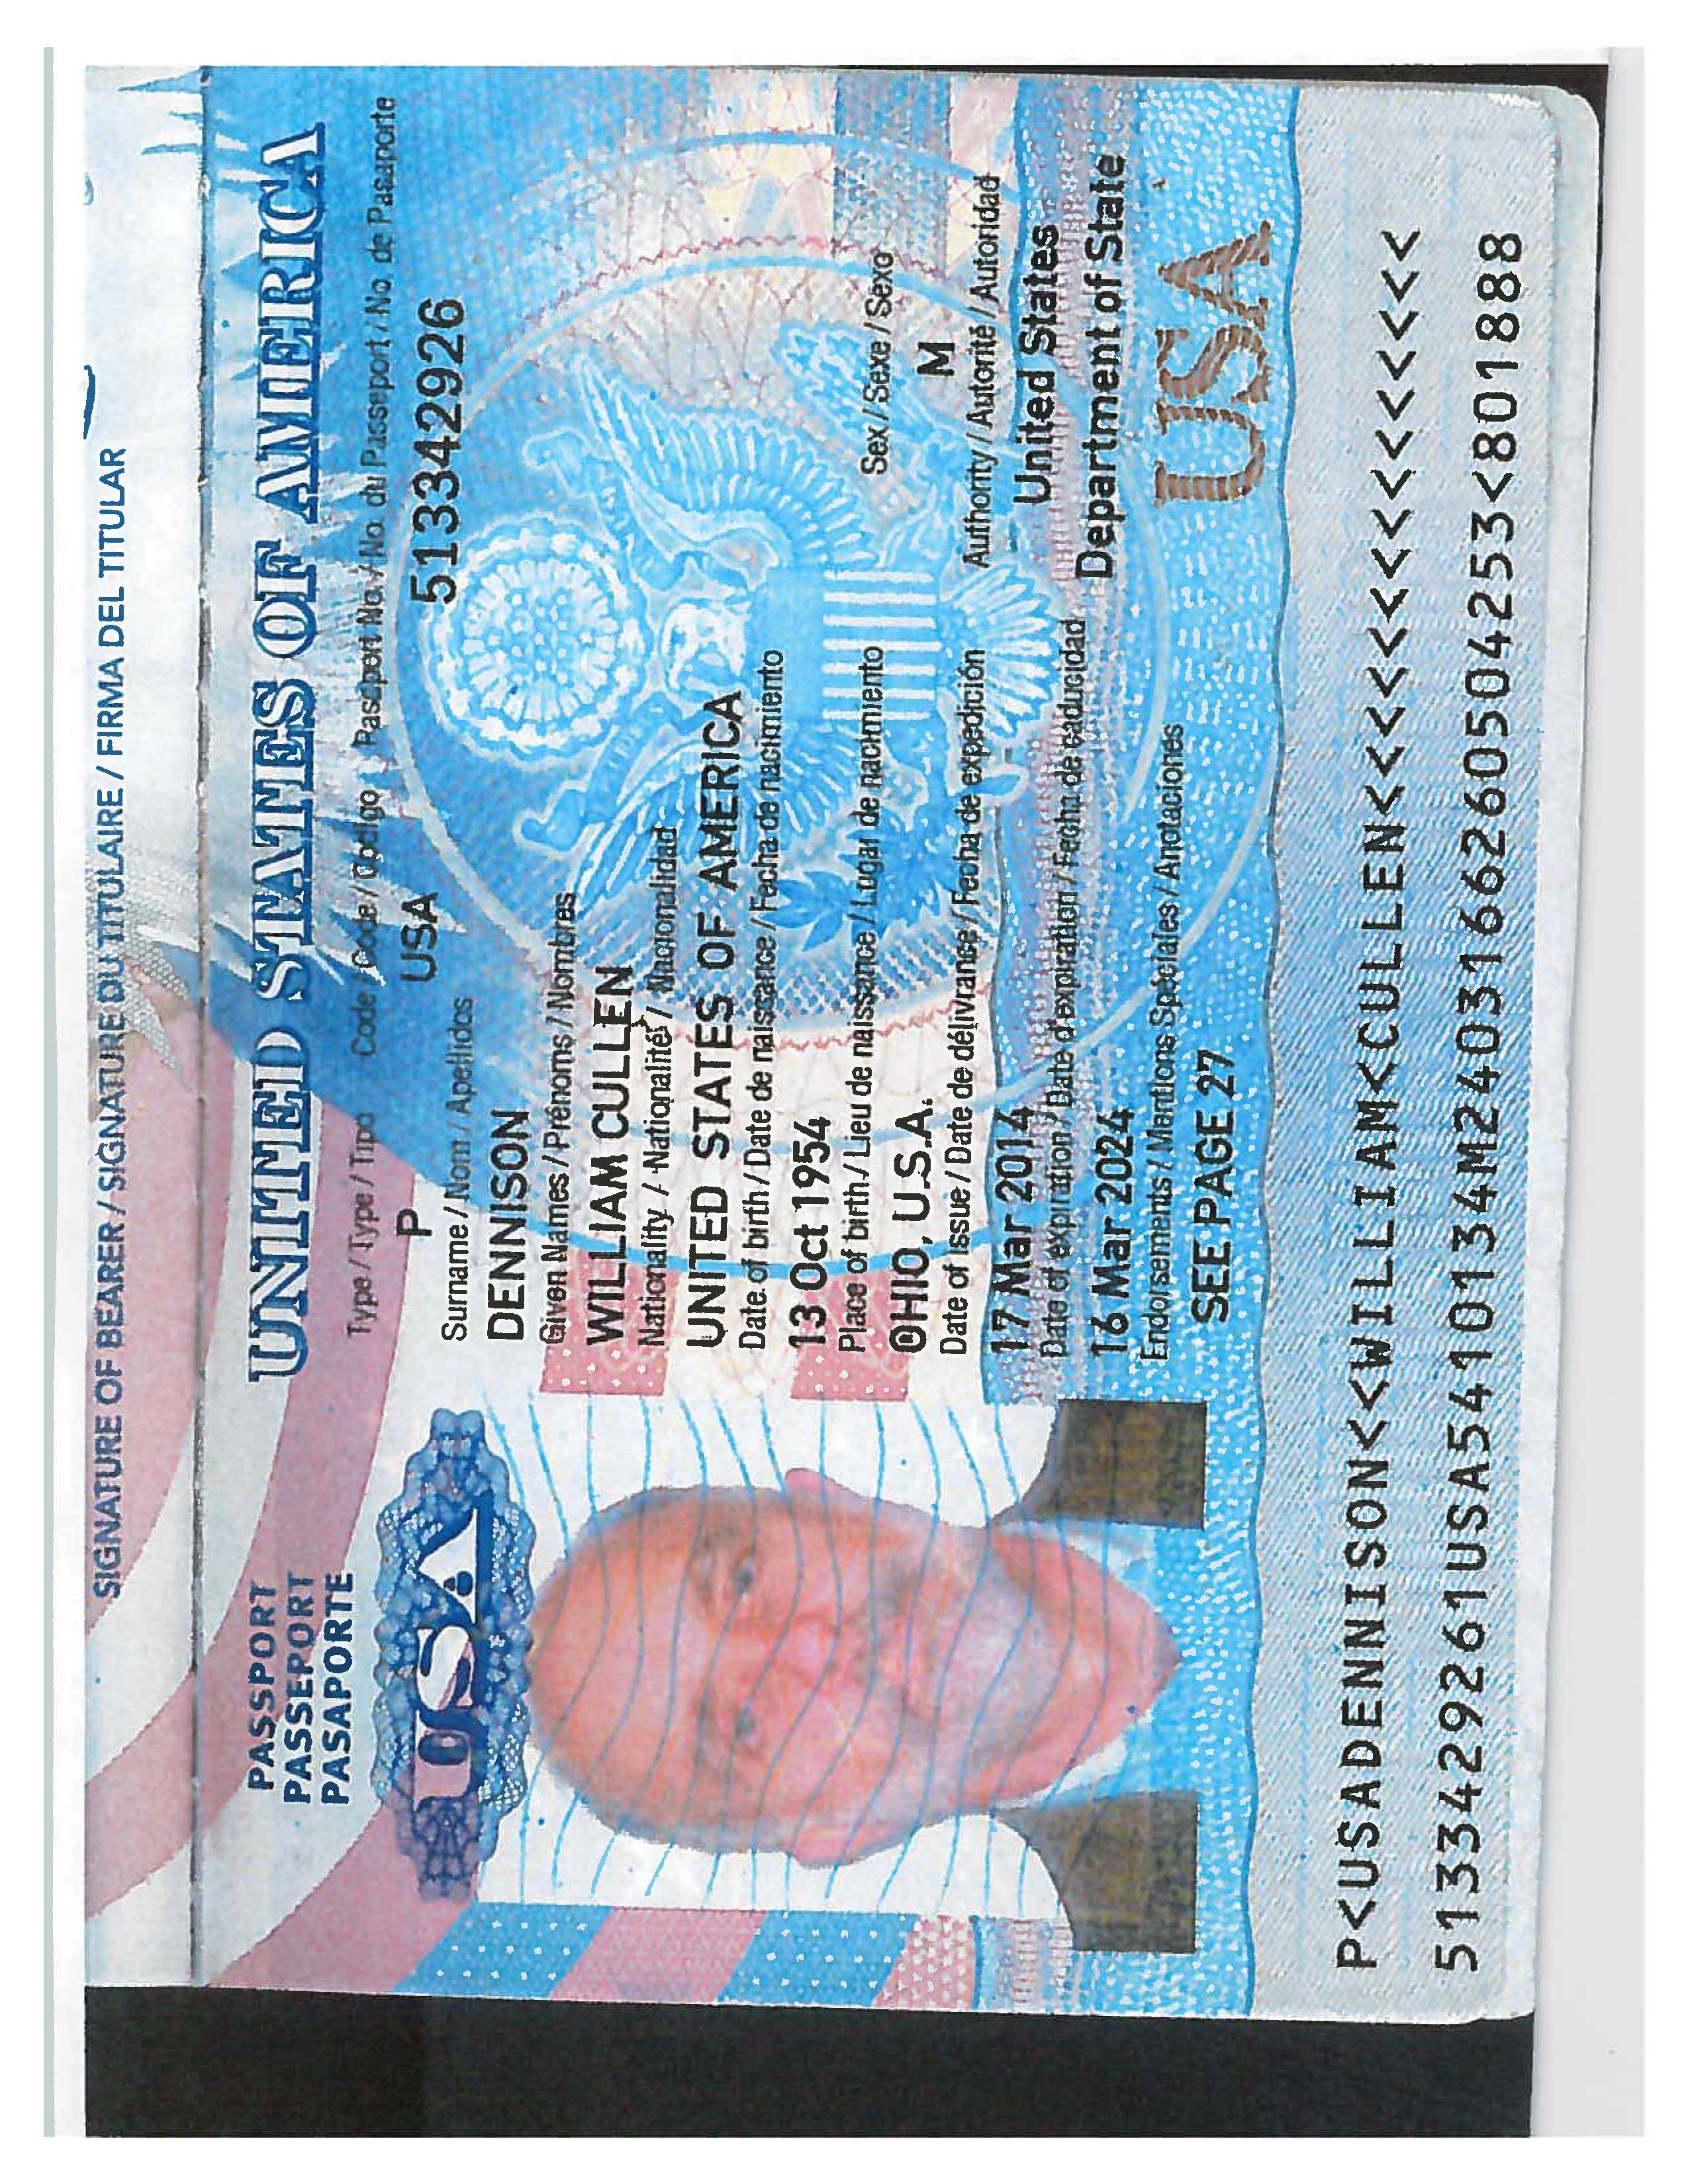 SIGNATURE OF BEARER / SIGNATURE DU TITULAIRE / FIRMA DEL TITULAR
UNITED STATES OF AMERICA
PASSPORT
PASSEPORT
PASAPORTE
USA
Type / Type / Tipo Code / Code / Código Passport No. / No. du Passeport / No. de Pasaporte
P USA 513342926
Surname / Nom / Apellidos
DENNISON
Given Names / Prénoms / Nombres
WILLIAM CULLEN
Nationality / Nationalité / Nacionalidad
UNITED STATES OF AMERICA
Date of birth / Date de naissance / Fecha de nacimiento
13 Oct 1954
Place of birth / Lieu de naissance / Lugar de nacimiento Sex / Sexe / Sexo
OHIO, U.S.A. M
Date of issue / Date de délivrance / Fecha de expedición Authority / Autorité / Autoridad
17 Mar 2014 United States
Date of expiration / Date d'expiration / Fecha de caducidad Department of State
16 Mar 2024
Endorsements / Mentions Spéciales / Anotaciones
SEE PAGE 27
USA
P<USADENNISON<<WILLIAM<CULLEN<<<<<<<<<<<<<<<
5133429261USA5410134M2403166260504253<801888